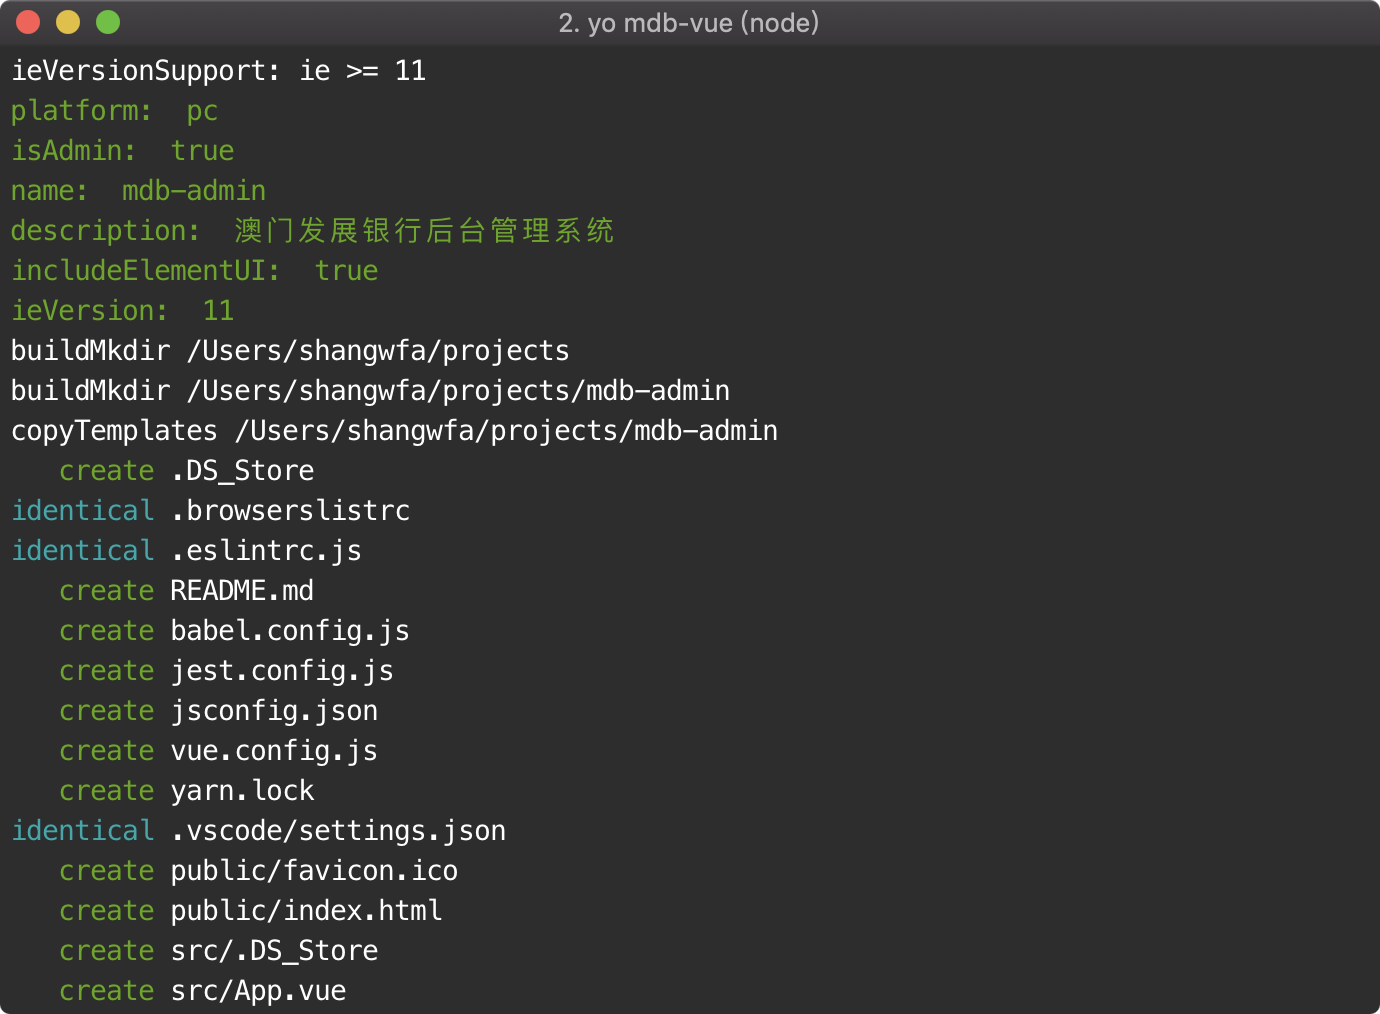 2. yo mdb-vue (node)
ieVersionSupport: ie >= 11
platform:  pc
isAdmin:  true
name:  mdb-admin
description:  澳门发展银行后台管理系统
includeElementUI:  true
ieVersion:  11
buildMkdir /Users/shangwfa/projects
buildMkdir /Users/shangwfa/projects/mdb-admin
copyTemplates /Users/shangwfa/projects/mdb-admin
   create .DS_Store
identical .browserslistrc
identical .eslintrc.js
   create README.md
   create babel.config.js
   create jest.config.js
   create jsconfig.json
   create vue.config.js
   create yarn.lock
identical .vscode/settings.json
   create public/favicon.ico
   create public/index.html
   create src/.DS_Store
   create src/App.vue